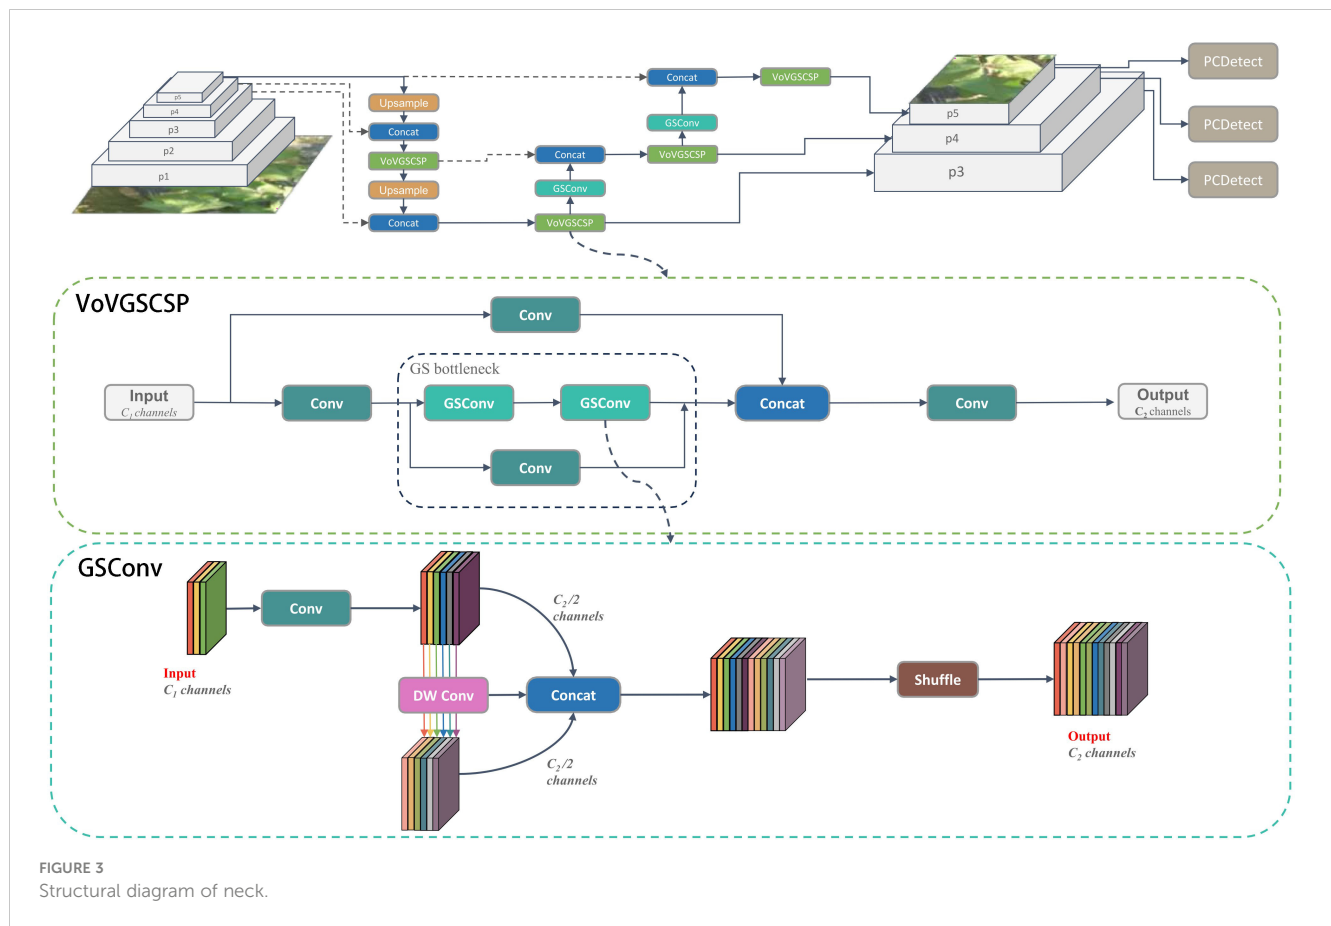 p5
p4
p3
p2
p1
Upsample
Concat
VoVGSCSP
Upsample
Concat
Concat
GSConv
VoVGSCSP
Concat
GSConv
VoVGSCSP
VoVGSCSP
p5
p4
p3
PCDetect
PCDetect
PCDetect
VoVGSCSP
Input
C1 channels
Conv
Conv
GS bottleneck
GSConv
GSConv
Conv
Concat
Conv
Output
C2 channels
GSConv
Input
C1 channels
Conv
DW Conv
C2/2
channels
Concat
C2/2
channels
Shuffle
Output
C2 channels
FIGURE 3
Structural diagram of neck.